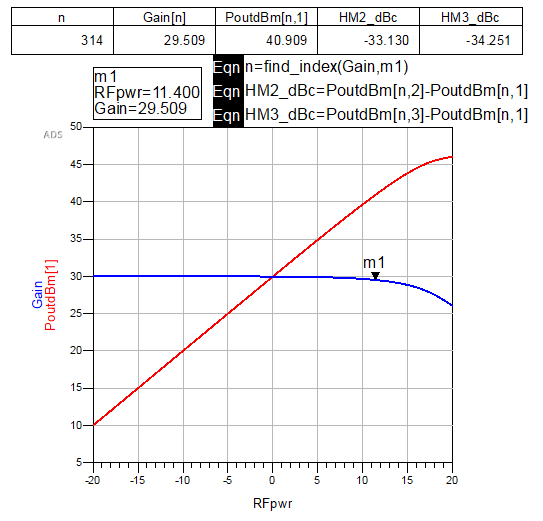 n Gain[n] PoutdBm[n,1] HM2_dBc HM3_dBc
314 29.509 40.909 -33.130 -34.251
m1
RFpwr=11.400
Gain=29.509
Eqn n=find_index(Gain,m1)
Eqn HM2_dBc=PoutdBm[n,2]-PoutdBm[n,1]
Eqn HM3_dBc=PoutdBm[n,3]-PoutdBm[n,1]
ADS
50
45
40
35
30
25
20
15
10
5
Gain
PoutdBm[1]
m1
-20 -15 -10 -5 0 5 10 15 20
RFpwr